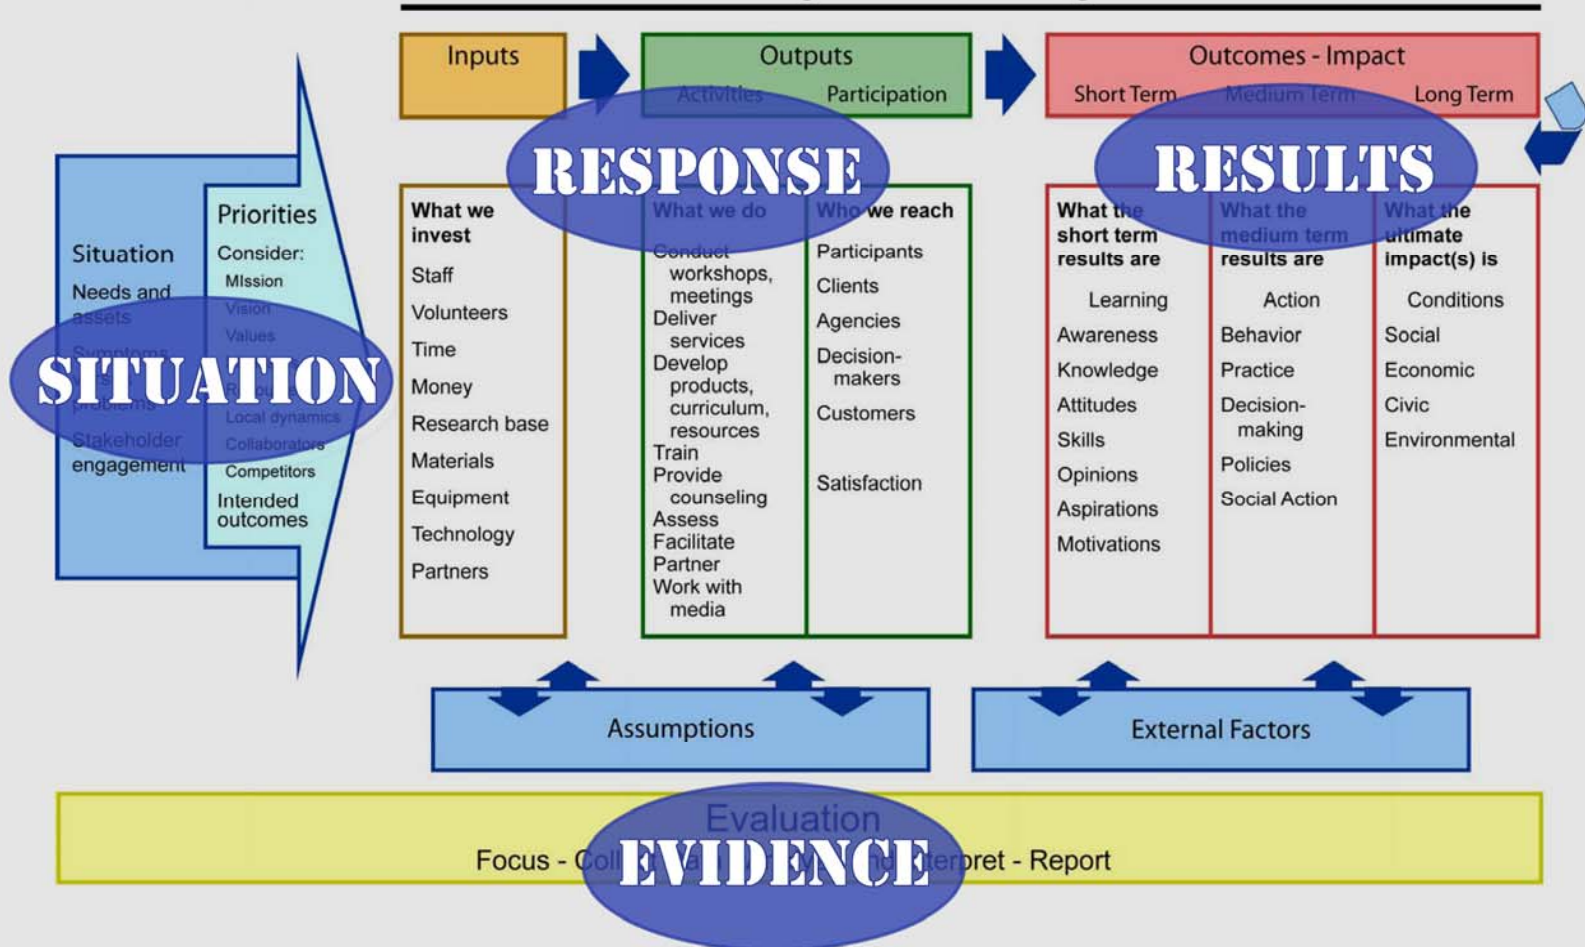 Inputs
Outputs
Activities Participation
Outcomes - Impact
Short Term Medium Term Long Term
RESPONSE
RESULTS
Situation
Needs and
assets
Symptoms
problems
Stakeholder
engagement
Priorities
Consider:
MIssion
Vision
Values
Local dynamics
Collaborators
Competitors
Intended
outcomes
SITUATION
What we
invest
Staff
Volunteers
Time
Money
Research base
Materials
Equipment
Technology
Partners
What we do
Conduct
workshops,
meetings
Deliver
services
Develop
products,
curriculum,
resources
Train
Provide
counseling
Assess
Facilitate
Partner
Work with
media
Who we reach
Participants
Clients
Agencies
Decision-
makers
Customers
Satisfaction
What the
short term
results are
Learning
Awareness
Knowledge
Attitudes
Skills
Opinions
Aspirations
Motivations
What the
medium term
results are
Action
Behavior
Practice
Decision-
making
Policies
Social Action
What the
ultimate
impact(s) is
Conditions
Social
Economic
Civic
Environmental
Assumptions
External Factors
Evaluation
Focus - - Report
EVIDENCE